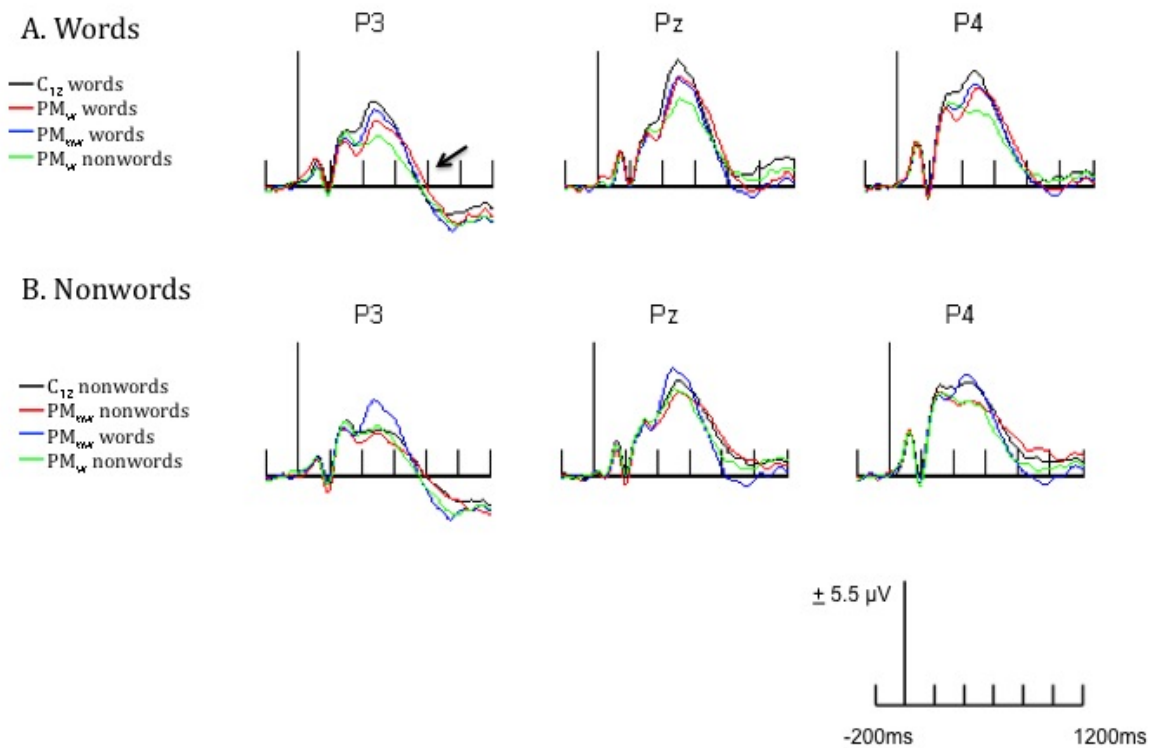 A. Words
P3 Pz P4
C12 words
PMw words
PMnw words
PMw nonwords
B. Nonwords
P3 Pz P4
C12 nonwords
PMnw nonwords
PMnw words
PMw nonwords
± 5.5 µV
-200ms 1200ms